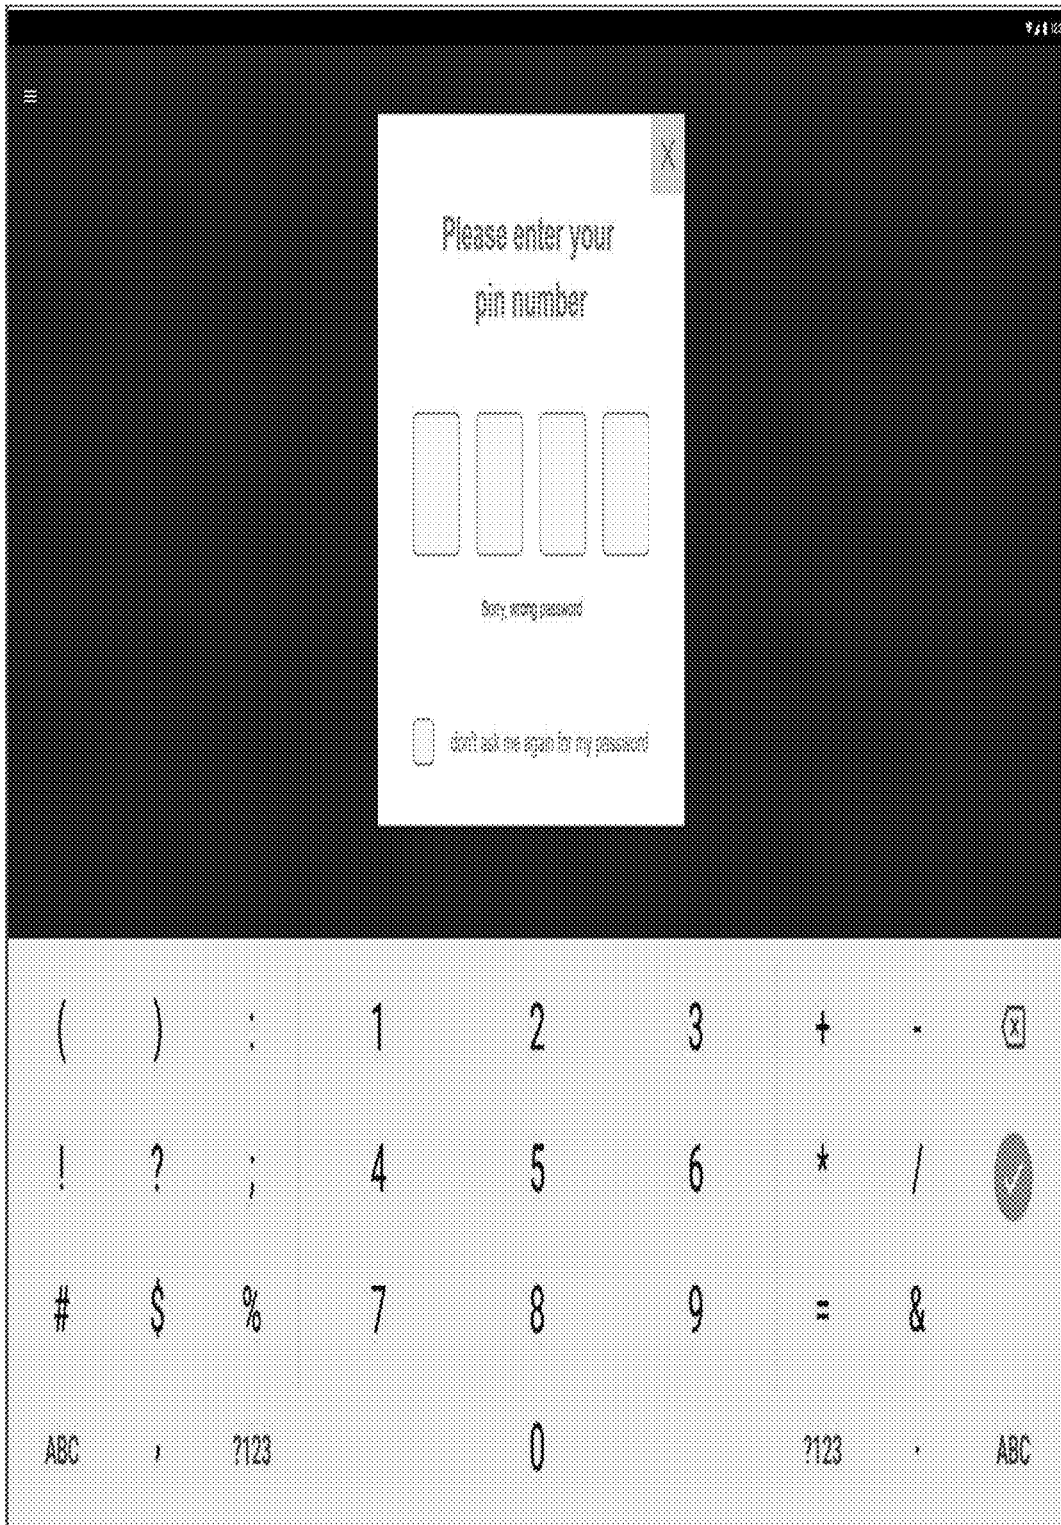 X
Please enter your
pin number
Sorry, wrong password
don't ask me again for my password
( ) : 1 2 3 + -
! ? ; 4 5 6 * /
# $ % 7 8 9 = &
ABC , ?123 0 ?123 . ABC